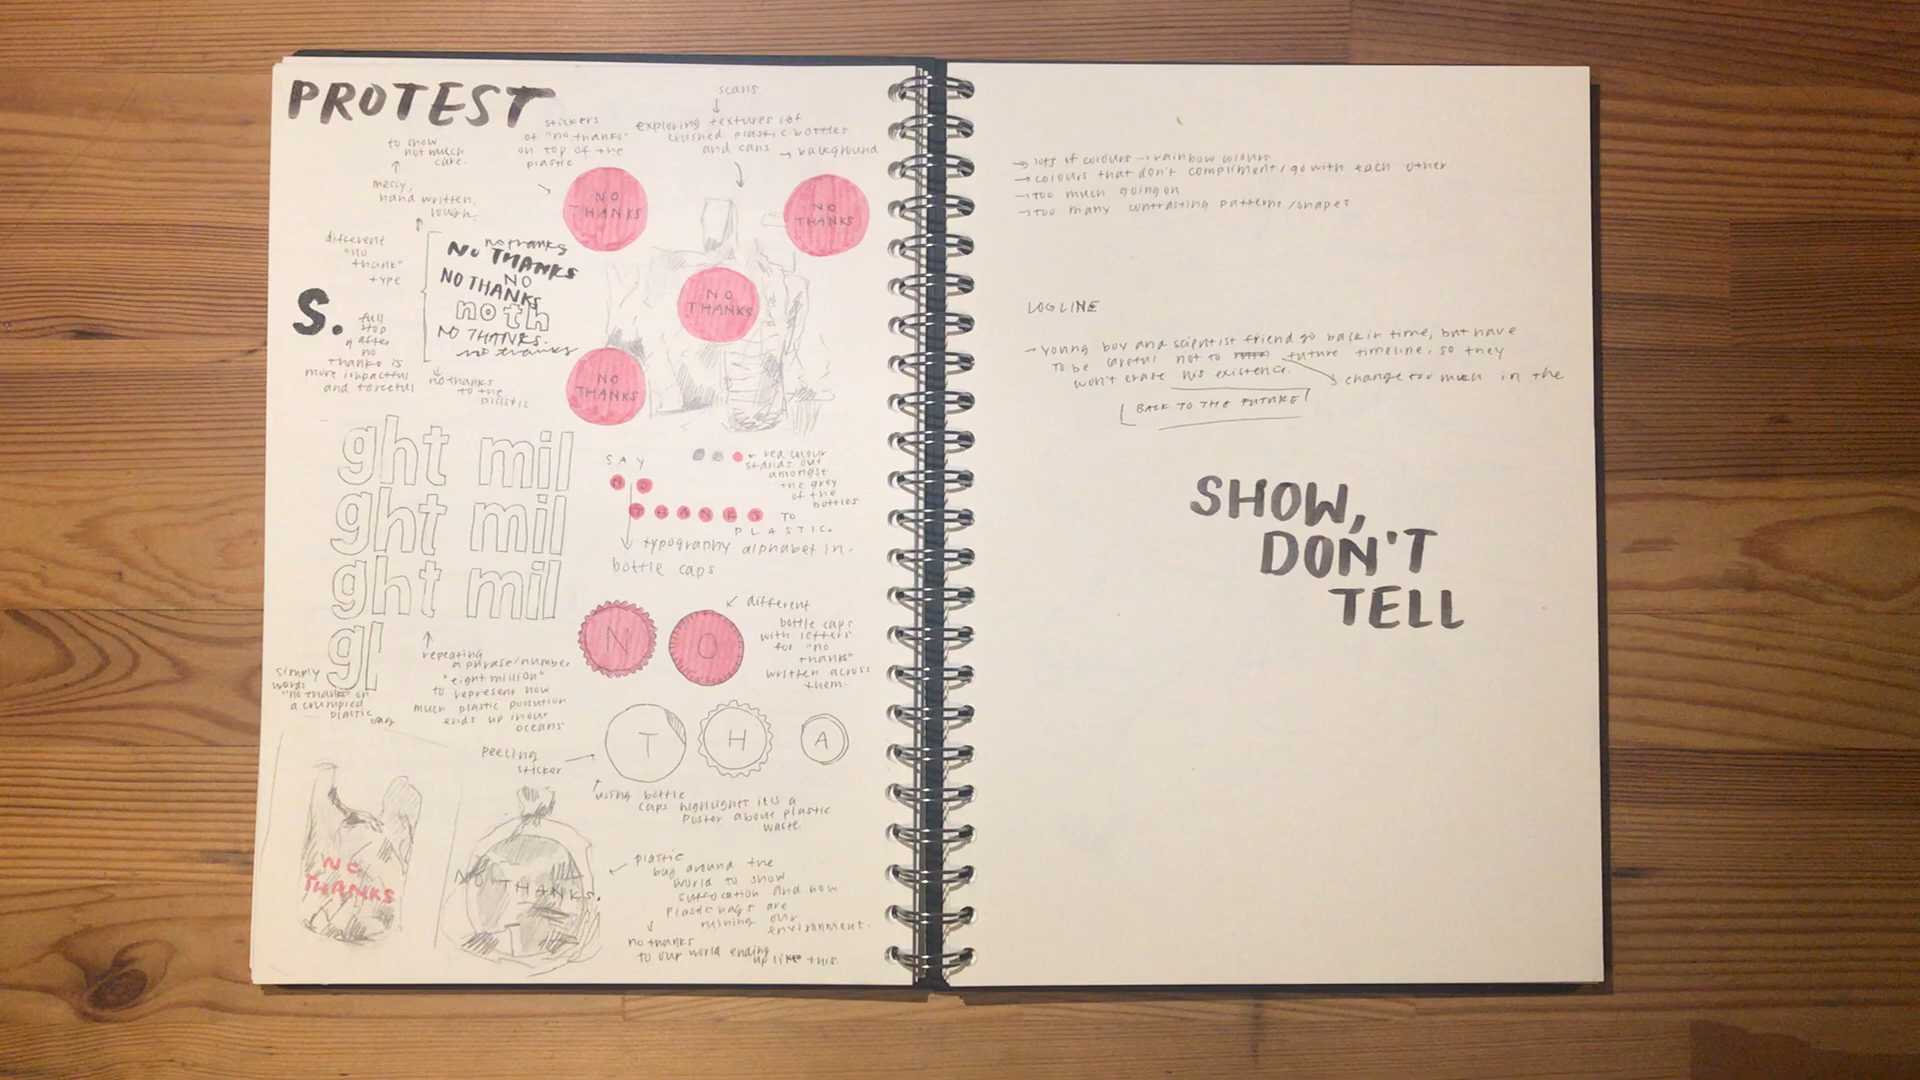 PROTEST
to show
not much
care.
messy,
hand written,
rough.
stickers
of "no thanks"
on top of the
plastic
scans
exploring textures of
crushed plastic bottles
and cans → background
NO
THANKS
NO
THANKS
NO
THANKS
NO
THANKS
different
"no
thank"
type
no thanks
NO THANKS
NO
NO THANKS
noth
NO THANKS.
no thanks
S.
full
stop
after
no
thanks is
more impactful
and forceful
no thanks
to the
plastic
ght mil
ght mil
ght mil
gl
repeating
a phrase/number
"eight million"
to represent how
much plastic pollution
ends up in our
oceans
simply
words
"no thanks" on
a crumpled
plastic
bag
NO
THANKS
NO THANKS.
red colour
stands out
amongst
the grey
of the
bottles
SAY
NO
THANKS TO
PLASTIC.
typography alphabet in.
bottle caps
N O
different
bottle caps
with letters
for "no
thanks"
written across
them.
T H A
peeling
sticker
using bottle
caps highlights it is a
poster about plastic
waste
plastic
bag around the
world to show
suffocation and how
plastic bags are
ruining our
environment.
no thanks
to our world ending
up like this.
→ lots of colours → rainbow colours
→ colours that don't compliment/go with each other
→ too much going on
→ too many contrasting patterns/shapes
LOGLINE
→ young boy and scientist friend go back in time, but have
to be careful not to future timeline, so they
won't erase his existence.
change too much in the
BACK TO THE FUTURE
SHOW,
DON'T
TELL